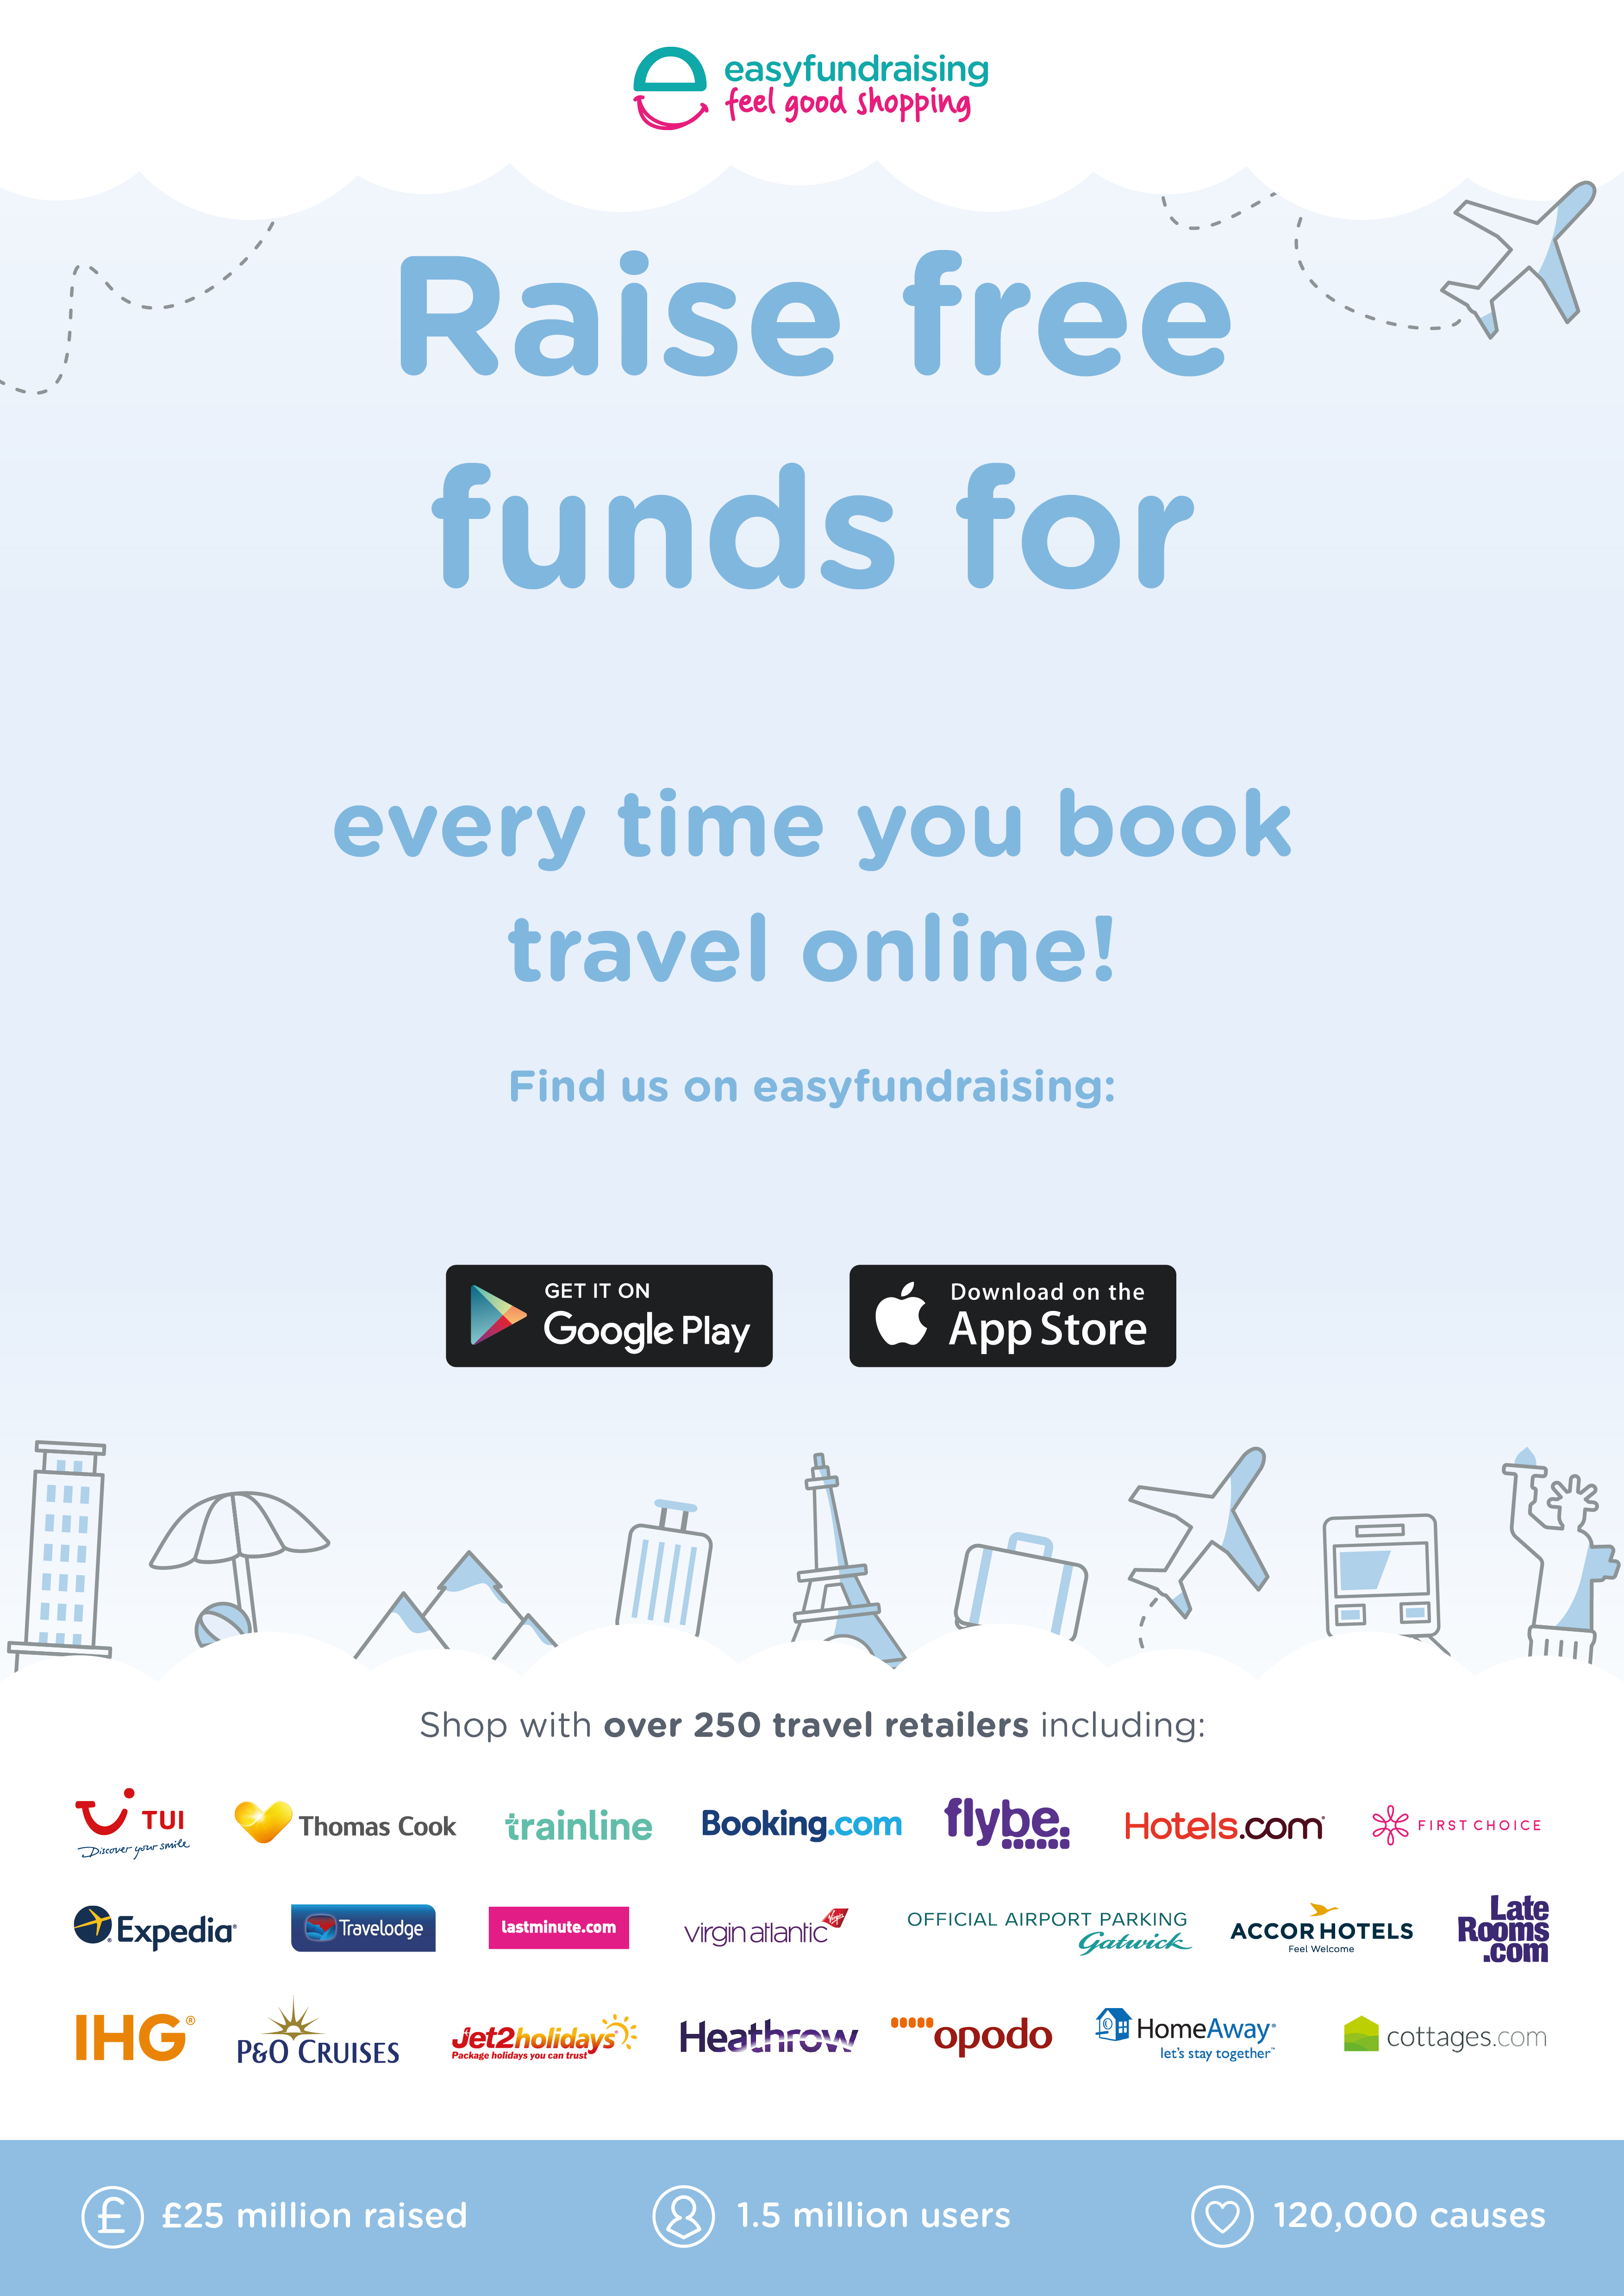 easyfundraising
feel good shopping
Raise free
funds for
every time you book
travel online!
Find us on easyfundraising:
GET IT ON
Google Play
Download on the
App Store
Shop with over 250 travel retailers including:
TUI
Discover your smile
Thomas Cook
trainline
Booking.com
flybe.
Hotels.com
FIRST CHOICE
Expedia®
Travelodge
lastminute.com
virgin atlantic
Virgin
OFFICIAL AIRPORT PARKING
Gatwick
ACCORHOTELS
Feel Welcome
Late
Rooms
.com
IHG®
P&O CRUISES
Jet2holidays
Package holidays you can trust
Heathrow
opodo
HomeAway®
let's stay together™
cottages.com
£ £25 million raised
1.5 million users
120,000 causes